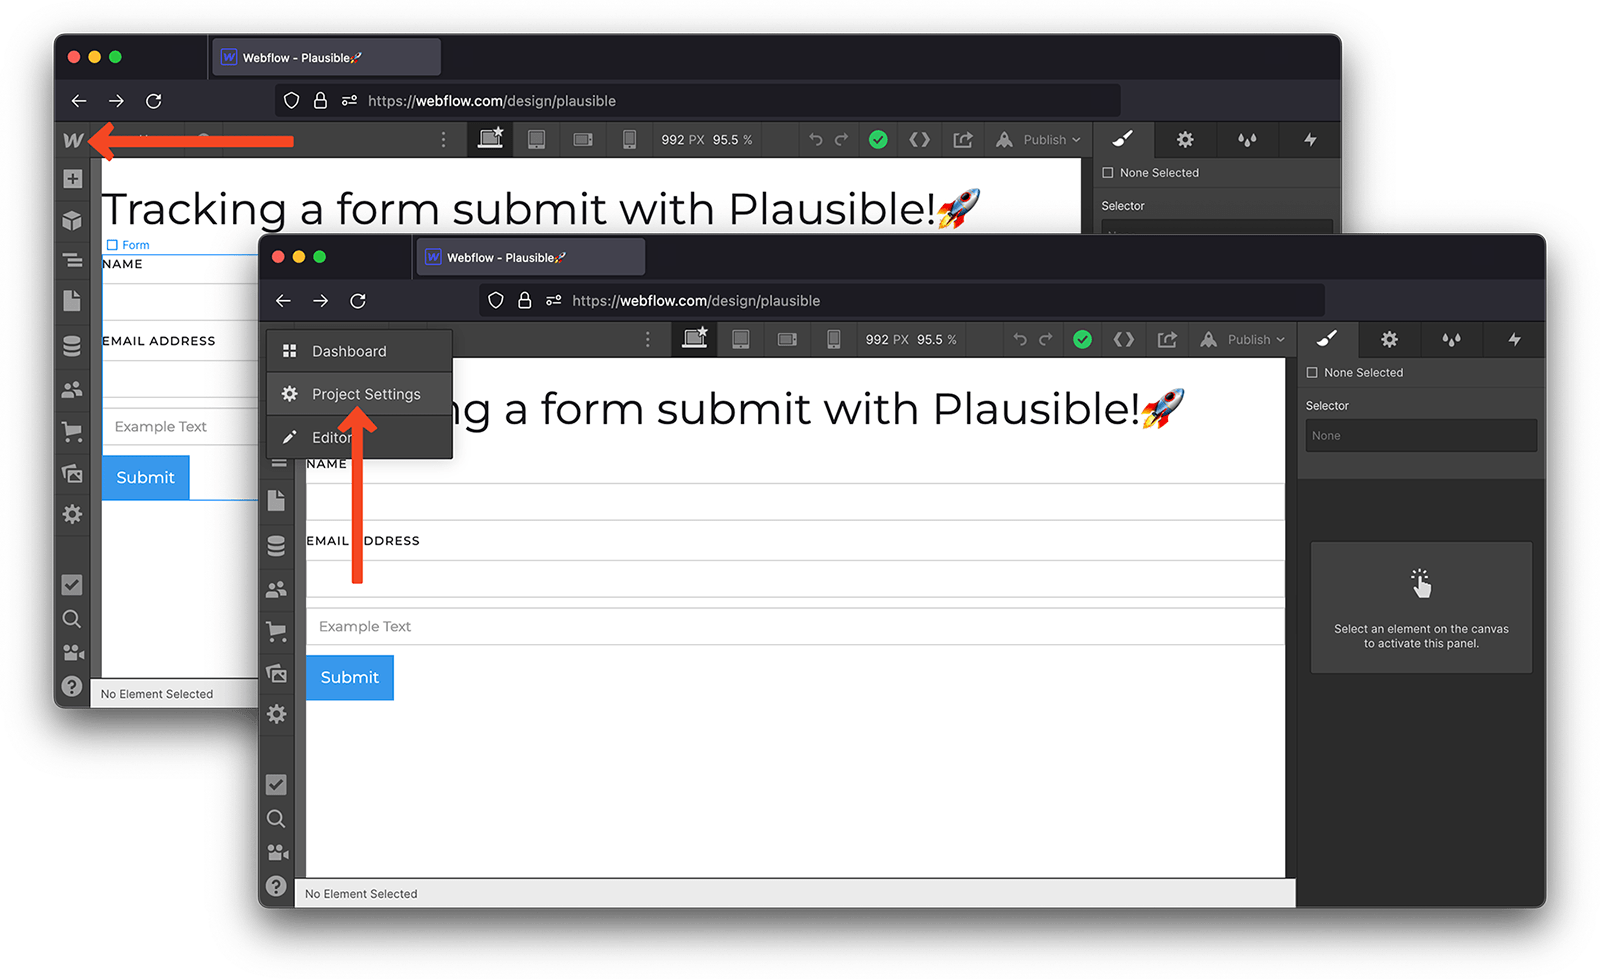 Webflow - Plausible🚀
https://webflow.com/design/plausible
992 PX 95.5 %
Publish
None Selected
Tracking a form submit with Plausible!🚀
Selector
Form
NAME
EMAIL ADDRESS
Example Text
Submit
No Element Selected
Webflow - Plausible🚀
https://webflow.com/design/plausible
992 PX 95.5 %
Publish
Dashboard
Project Settings
Editor
None Selected
ng a form submit with Plausible!🚀
Selector
None
NAME
EMAIL ADDRESS
Example Text
Submit
Select an element on the canvas
to activate this panel.
No Element Selected